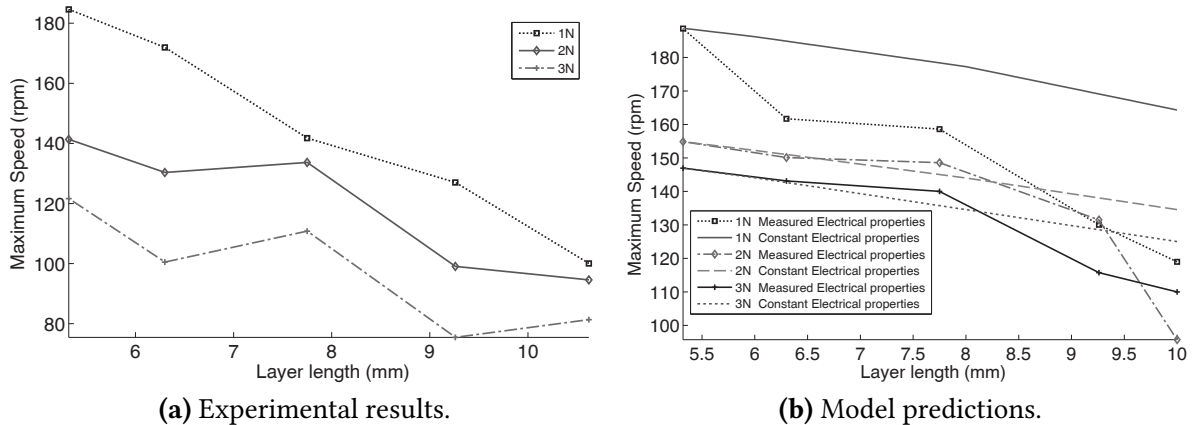 180
160
140
120
100
80
Maximum Speed (rpm)
6
7
8
9
10
Layer length (mm)
1N
2N
3N
(a) Experimental results.
180
170
160
150
140
130
120
110
100
Maximum Speed (rpm)
5.5
6
6.5
7
7.5
8
8.5
9
9.5
10
Layer length (mm)
1N Measured Electrical properties
1N Constant Electrical properties
2N Measured Electrical properties
2N Constant Electrical properties
3N Measured Electrical properties
3N Constant Electrical properties
(b) Model predictions.